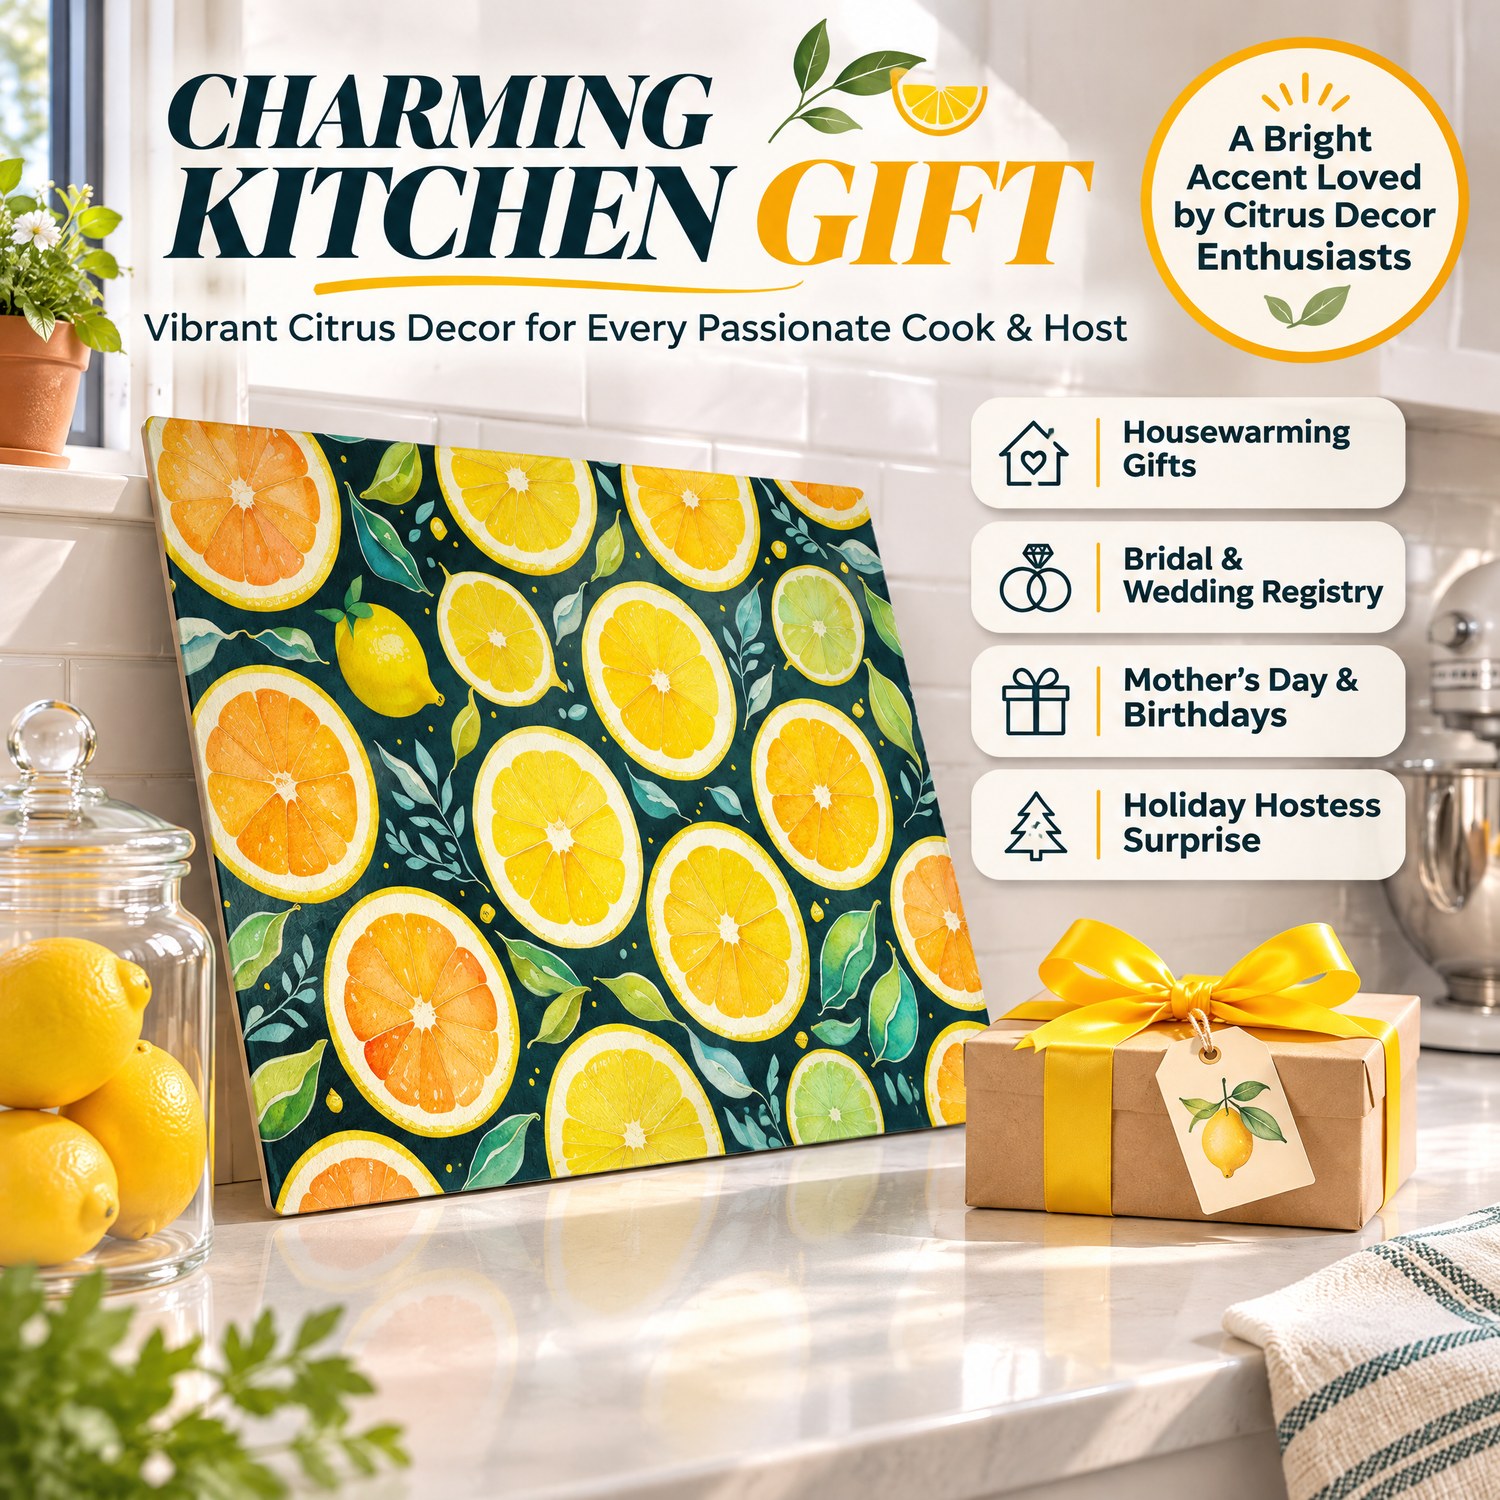 CHARMING
KITCHEN GIFT
Vibrant Citrus Decor for Every Passionate Cook & Host
A Bright
Accent Loved
by Citrus Decor
Enthusiasts
Housewarming
Gifts
Bridal &
Wedding Registry
Mother's Day &
Birthdays
Holiday Hostess
Surprise